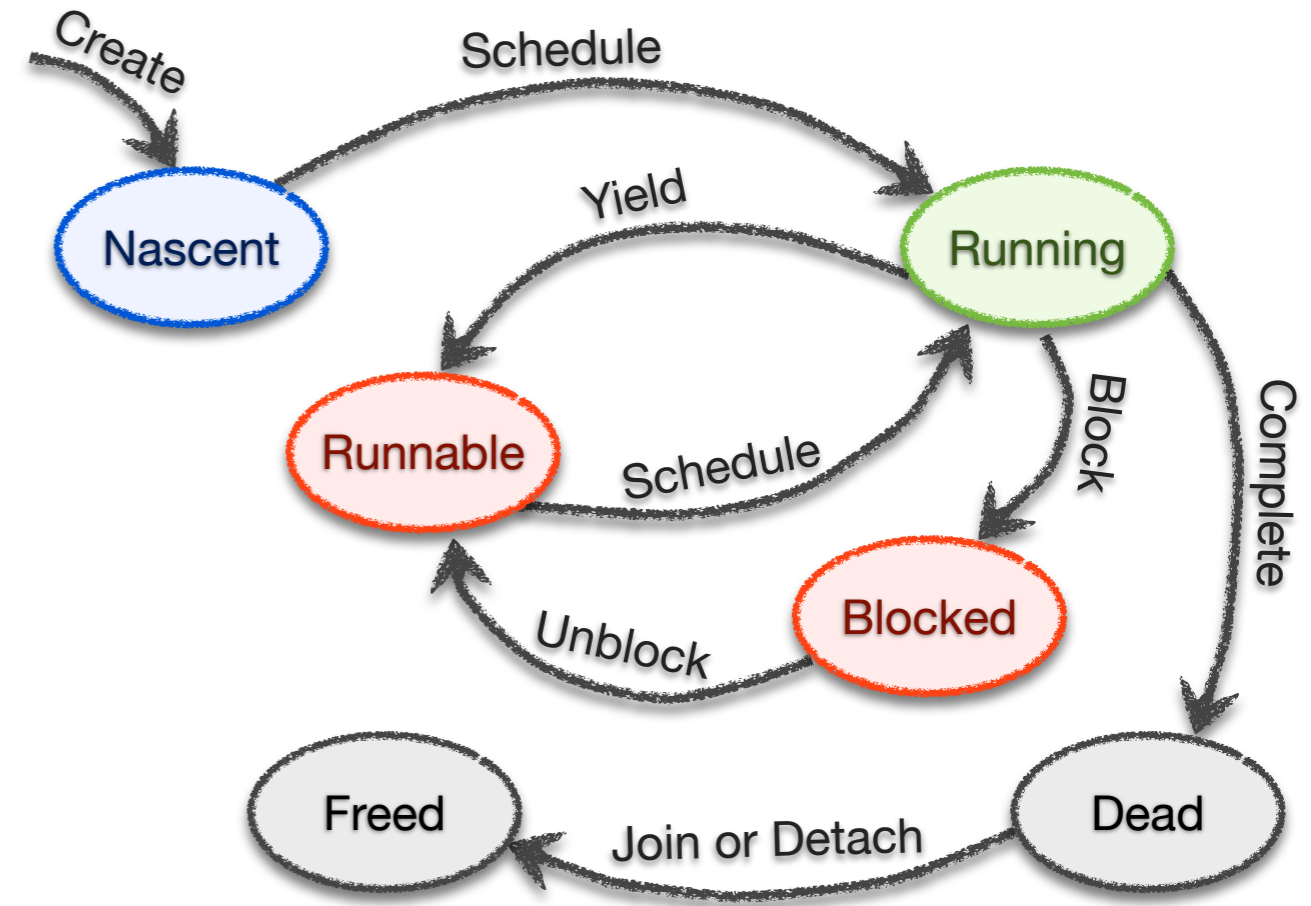 Create
Schedule
Nascent
Yield
Running
Runnable
Schedule
Block
Complete
Blocked
Unblock
Freed
Join or Detach
Dead